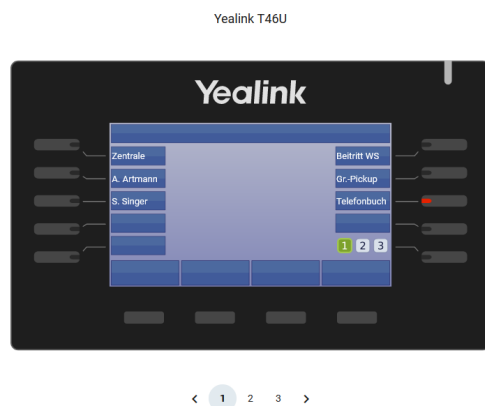 Yealink T46U
Yealink
Zentrale
Beitritt WS
A. Artmann
Gr.-Pickup
S. Singer
Telefonbuch
1 2 3
< 1 2 3 >